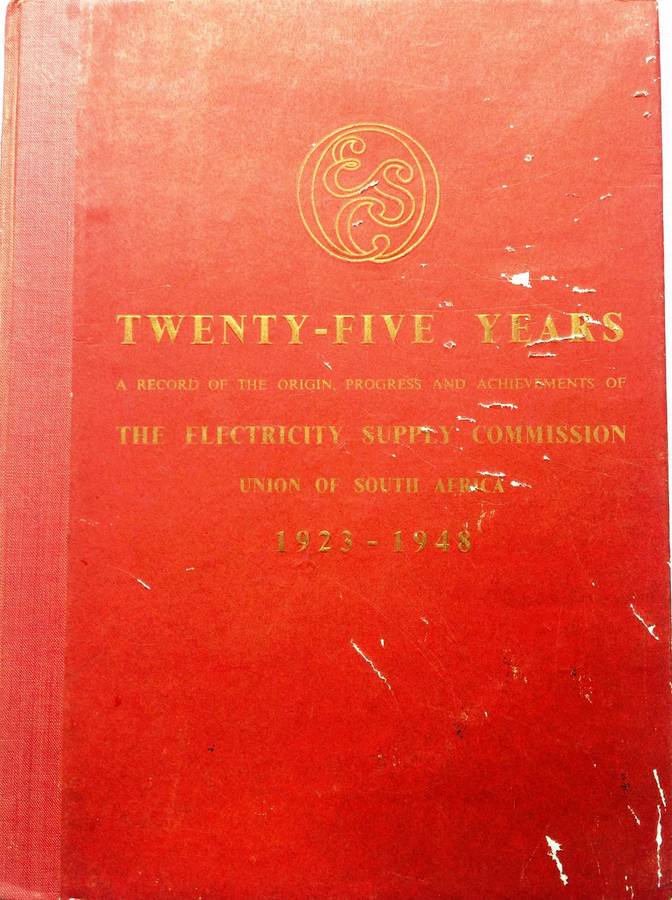 ESC
TWENTY-FIVE YEARS
A RECORD OF THE ORIGIN, PROGRESS AND ACHIEVEMENTS OF
THE ELECTRICITY SUPPLY COMMISSION
UNION OF SOUTH AFRICA
1923 - 1948